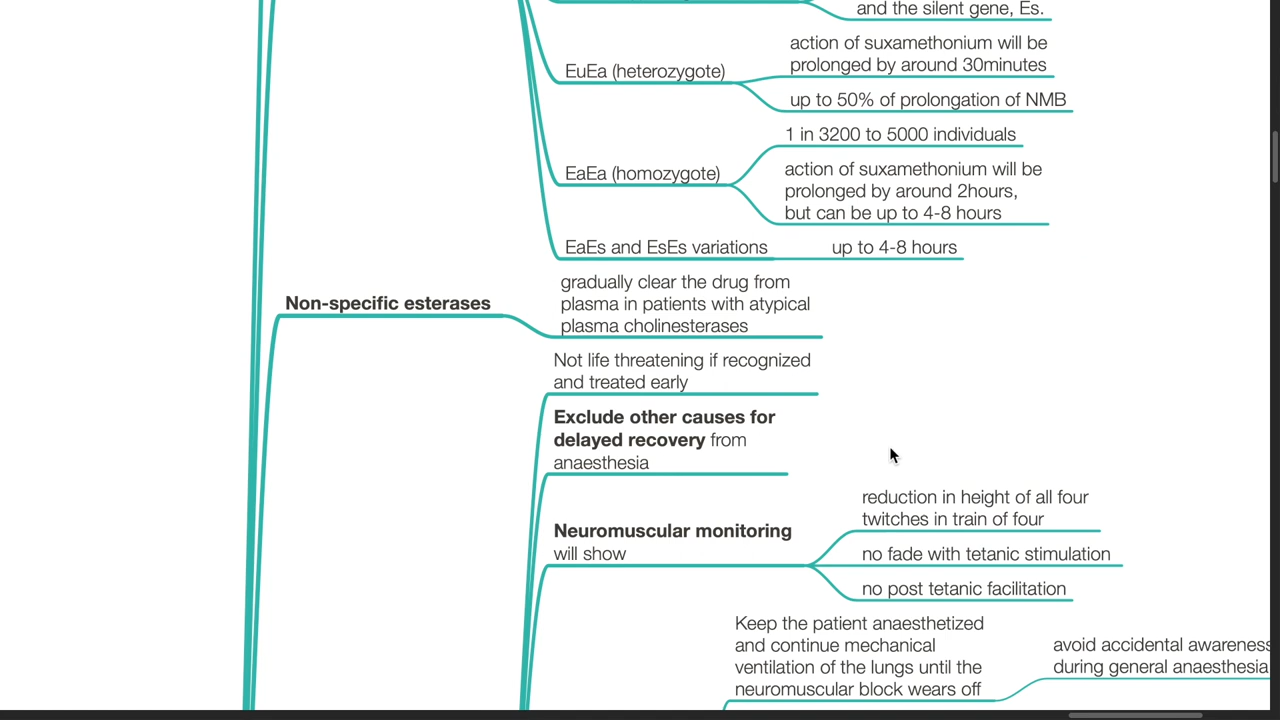 and the silent gene, Es.
action of suxamethonium will be
prolonged by around 30minutes
EuEa (heterozygote)
up to 50% of prolongation of NMB
1 in 3200 to 5000 individuals
EaEa (homozygote)
action of suxamethonium will be
prolonged by around 2hours,
but can be up to 4-8 hours
EaEs and EsEs variations
up to 4-8 hours
Non-specific esterases
gradually clear the drug from
plasma in patients with atypical
plasma cholinesterases
Not life threatening if recognized
and treated early
Exclude other causes for
delayed recovery from
anaesthesia
Neuromuscular monitoring
will show
reduction in height of all four
twitches in train of four
no fade with tetanic stimulation
no post tetanic facilitation
Keep the patient anaesthetized
and continue mechanical
ventilation of the lungs until the
neuromuscular block wears off
avoid accidental awareness
during general anaesthesia